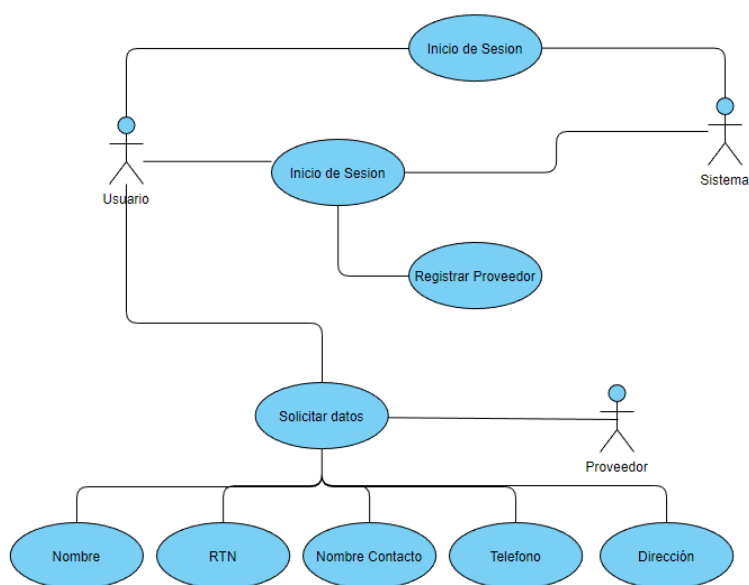 Inicio de Sesion
Usuario
Inicio de Sesion
Sistema
Registrar Proveedor
Solicitar datos
Proveedor
Nombre
RTN
Nombre Contacto
Telefono
Dirección